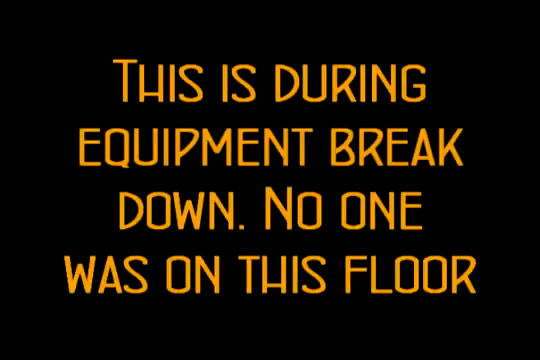 This is during
equipment break
down. No one
was on this floor